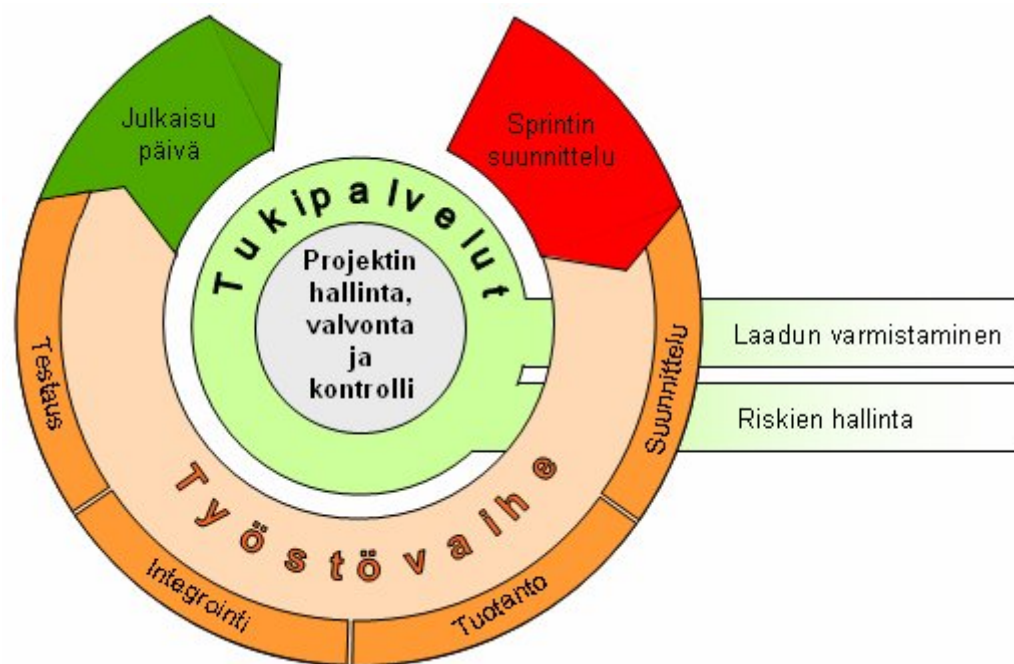 Julkaisu
päivä
Sprintin
suunnittelu
Tukipalvelut
Projektin
hallinta,
valvonta
ja
kontrolli
Laadun varmistaminen
Riskien hallinta
Suunnittelu
Tuotanto
Integrointi
Testaus
Työstövaihe